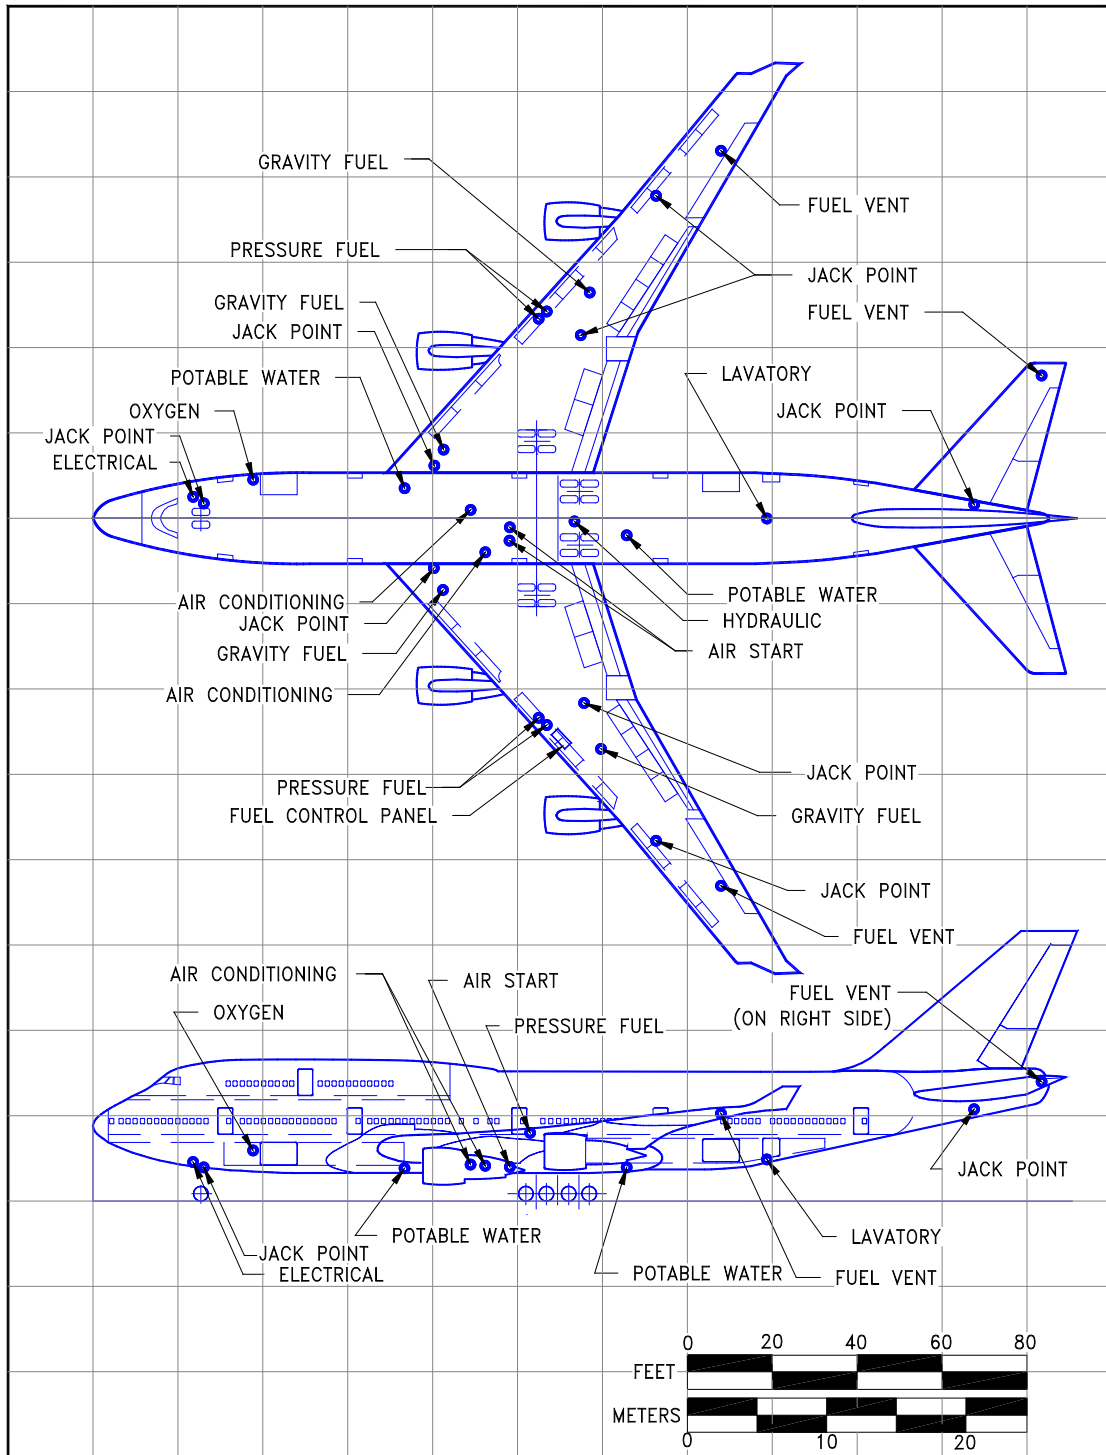 GRAVITY FUEL
FUEL VENT
PRESSURE FUEL
JACK POINT
GRAVITY FUEL
FUEL VENT
JACK POINT
POTABLE WATER
LAVATORY
OXYGEN
JACK POINT
JACK POINT
ELECTRICAL
POTABLE WATER
AIR CONDITIONING
HYDRAULIC
JACK POINT
AIR START
GRAVITY FUEL
AIR CONDITIONING
JACK POINT
PRESSURE FUEL
FUEL CONTROL PANEL
GRAVITY FUEL
JACK POINT
FUEL VENT
AIR CONDITIONING
AIR START
FUEL VENT
(ON RIGHT SIDE)
OXYGEN
PRESSURE FUEL
JACK POINT
POTABLE WATER
LAVATORY
JACK POINT
ELECTRICAL
POTABLE WATER
FUEL VENT
0 20 40 60 80
FEET
METERS
0 10 20